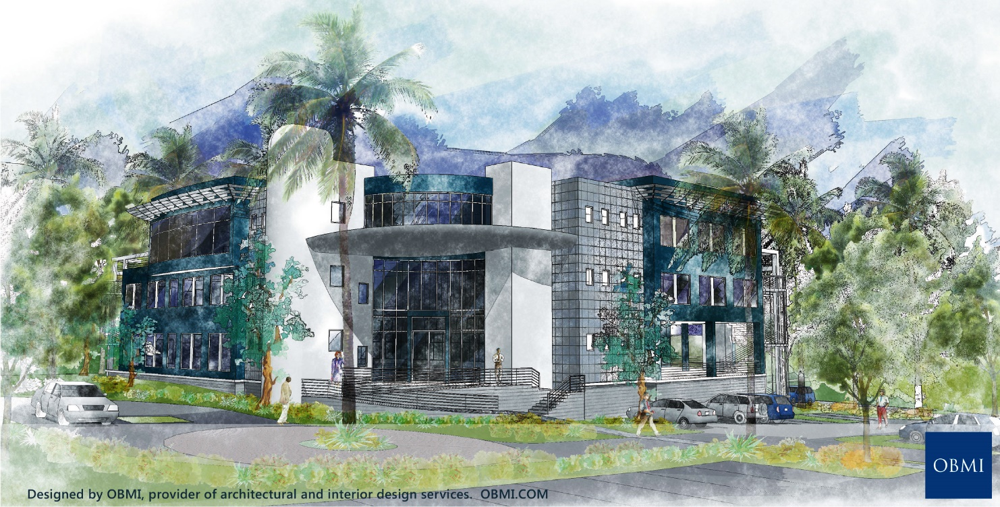 OBMI
Designed by OBMI, provider of architectural and interior design services.  OBMI.COM